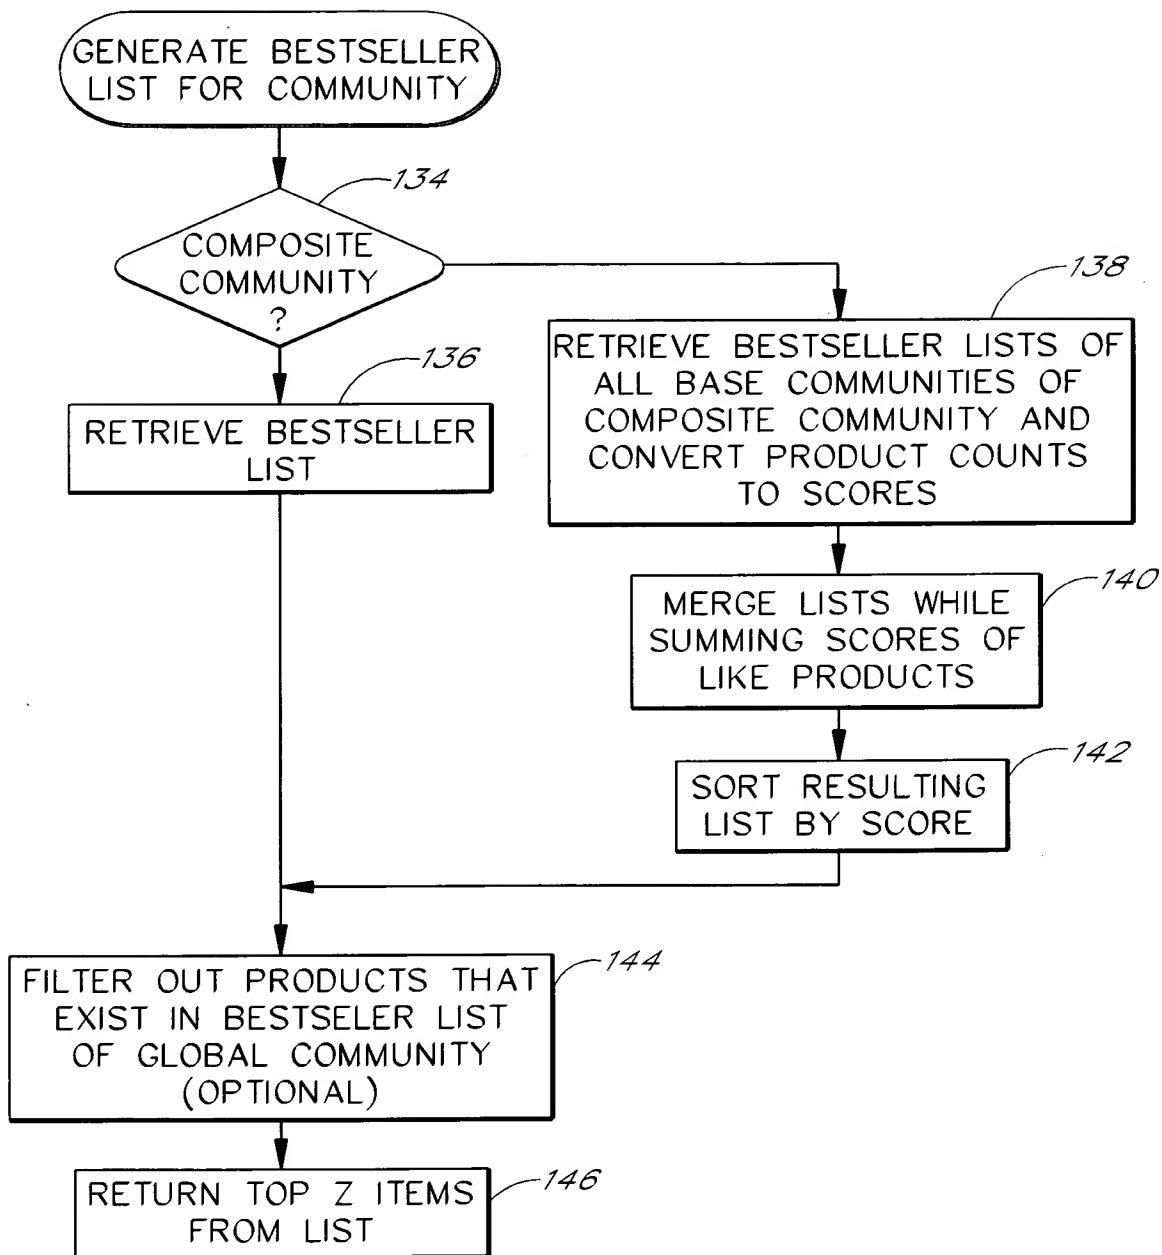 GENERATE BESTSELLER
LIST FOR COMMUNITY
134
COMPOSITE
COMMUNITY
?
136
RETRIEVE BESTSELLER
LIST
138
RETRIEVE BESTSELLER LISTS OF
ALL BASE COMMUNITIES OF
COMPOSITE COMMUNITY AND
CONVERT PRODUCT COUNTS
TO SCORES
140
MERGE LISTS WHILE
SUMMING SCORES OF
LIKE PRODUCTS
142
SORT RESULTING
LIST BY SCORE
144
FILTER OUT PRODUCTS THAT
EXIST IN BESTSELER LIST
OF GLOBAL COMMUNITY
(OPTIONAL)
146
RETURN TOP Z ITEMS
FROM LIST